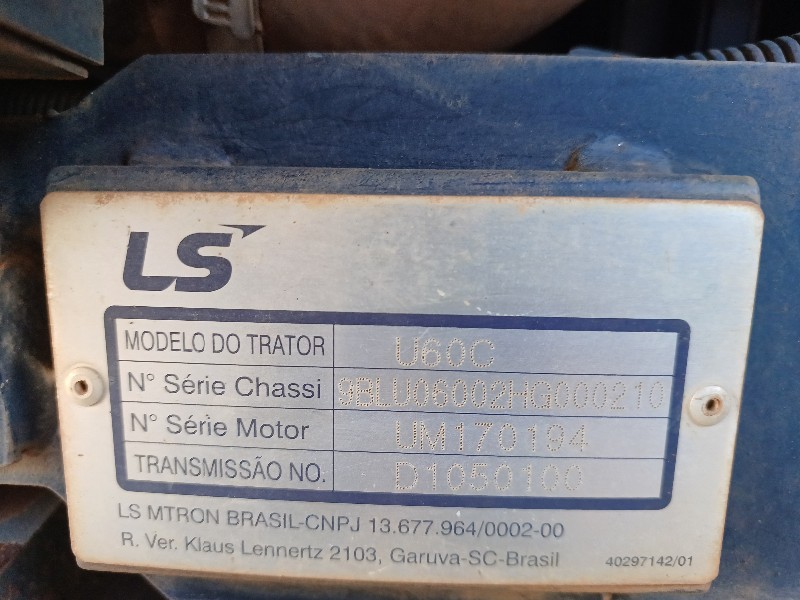 LS
MODELO DO TRATOR U60C
N° Série Chassi 9BLU06002HG000210
N° Série Motor UM170194
TRANSMISSÃO NO. D1050100
LS MTRON BRASIL-CNPJ 13.677.964/0002-00
R. Ver. Klaus Lennertz 2103, Garuva-SC-Brasil 40297142/01